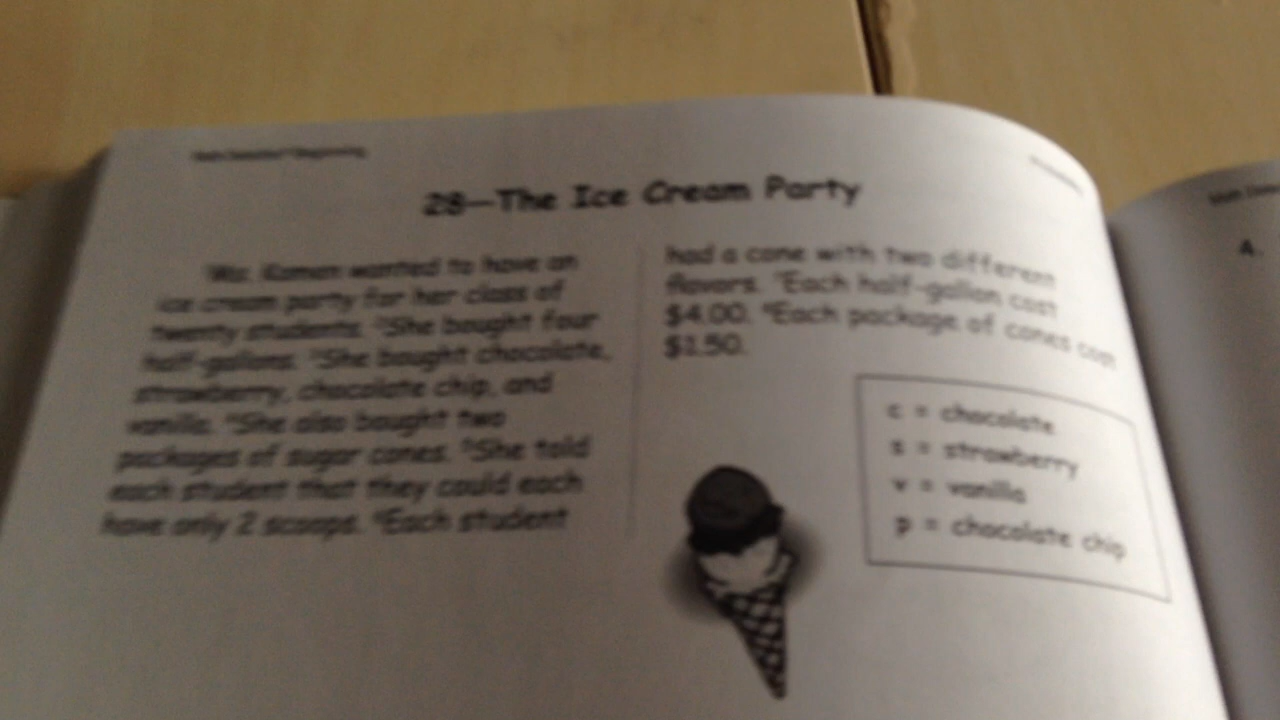 Math Detective® Beginning
28—The Ice Cream Party
¹Ms. Roman wanted to have an
ice cream party for her class of
twenty students. ²She bought four
half-gallons. ³She bought chocolate,
strawberry, chocolate chip, and
vanilla. ⁴She also bought two
packages of sugar cones. ⁵She told
each student that they could each
have only 2 scoops. ⁶Each student
had a cone with two different
flavors. ⁷Each half-gallon cost
$4.00. ⁸Each package of cones cost
$1.50.
c = chocolate
s = strawberry
v = vanilla
p = chocolate chip
A.